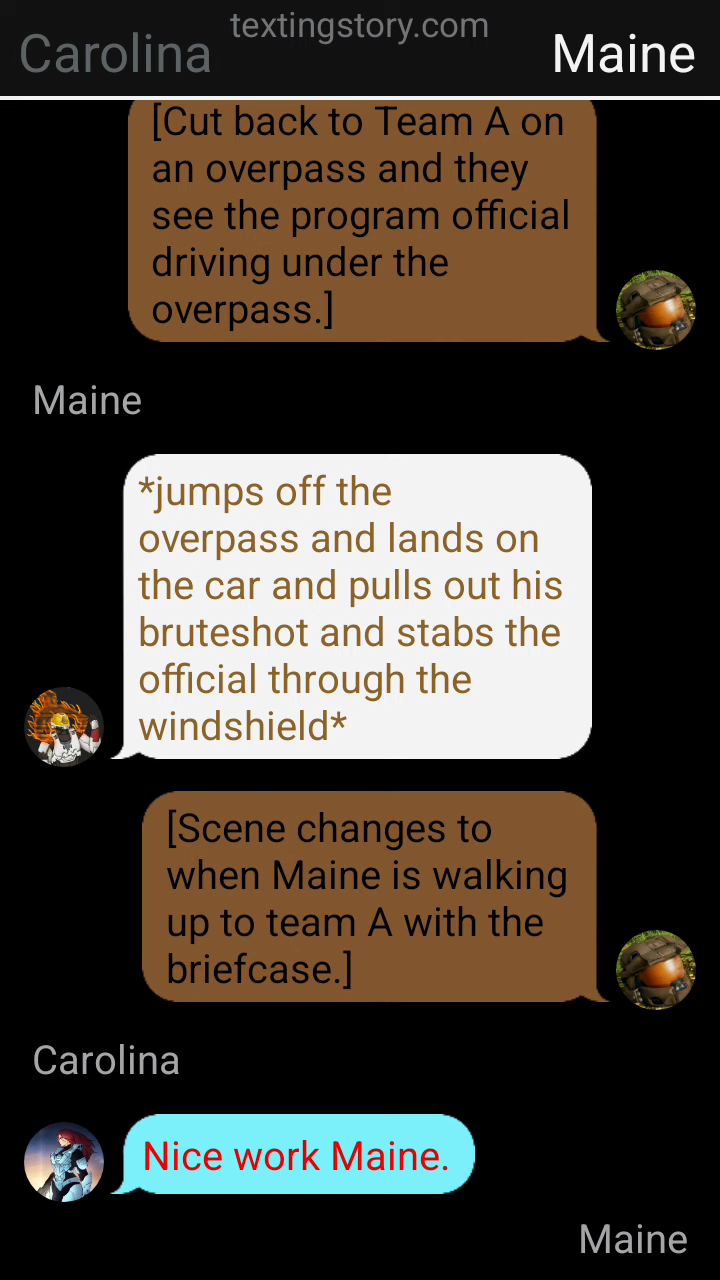 textingstory.com
Carolina
Maine
[Cut back to Team A on
an overpass and they
see the program official
driving under the
overpass.]
Maine
*jumps off the
overpass and lands on
the car and pulls out his
bruteshot and stabs the
official through the
windshield*
[Scene changes to
when Maine is walking
up to team A with the
briefcase.]
Carolina
Nice work Maine.
Maine